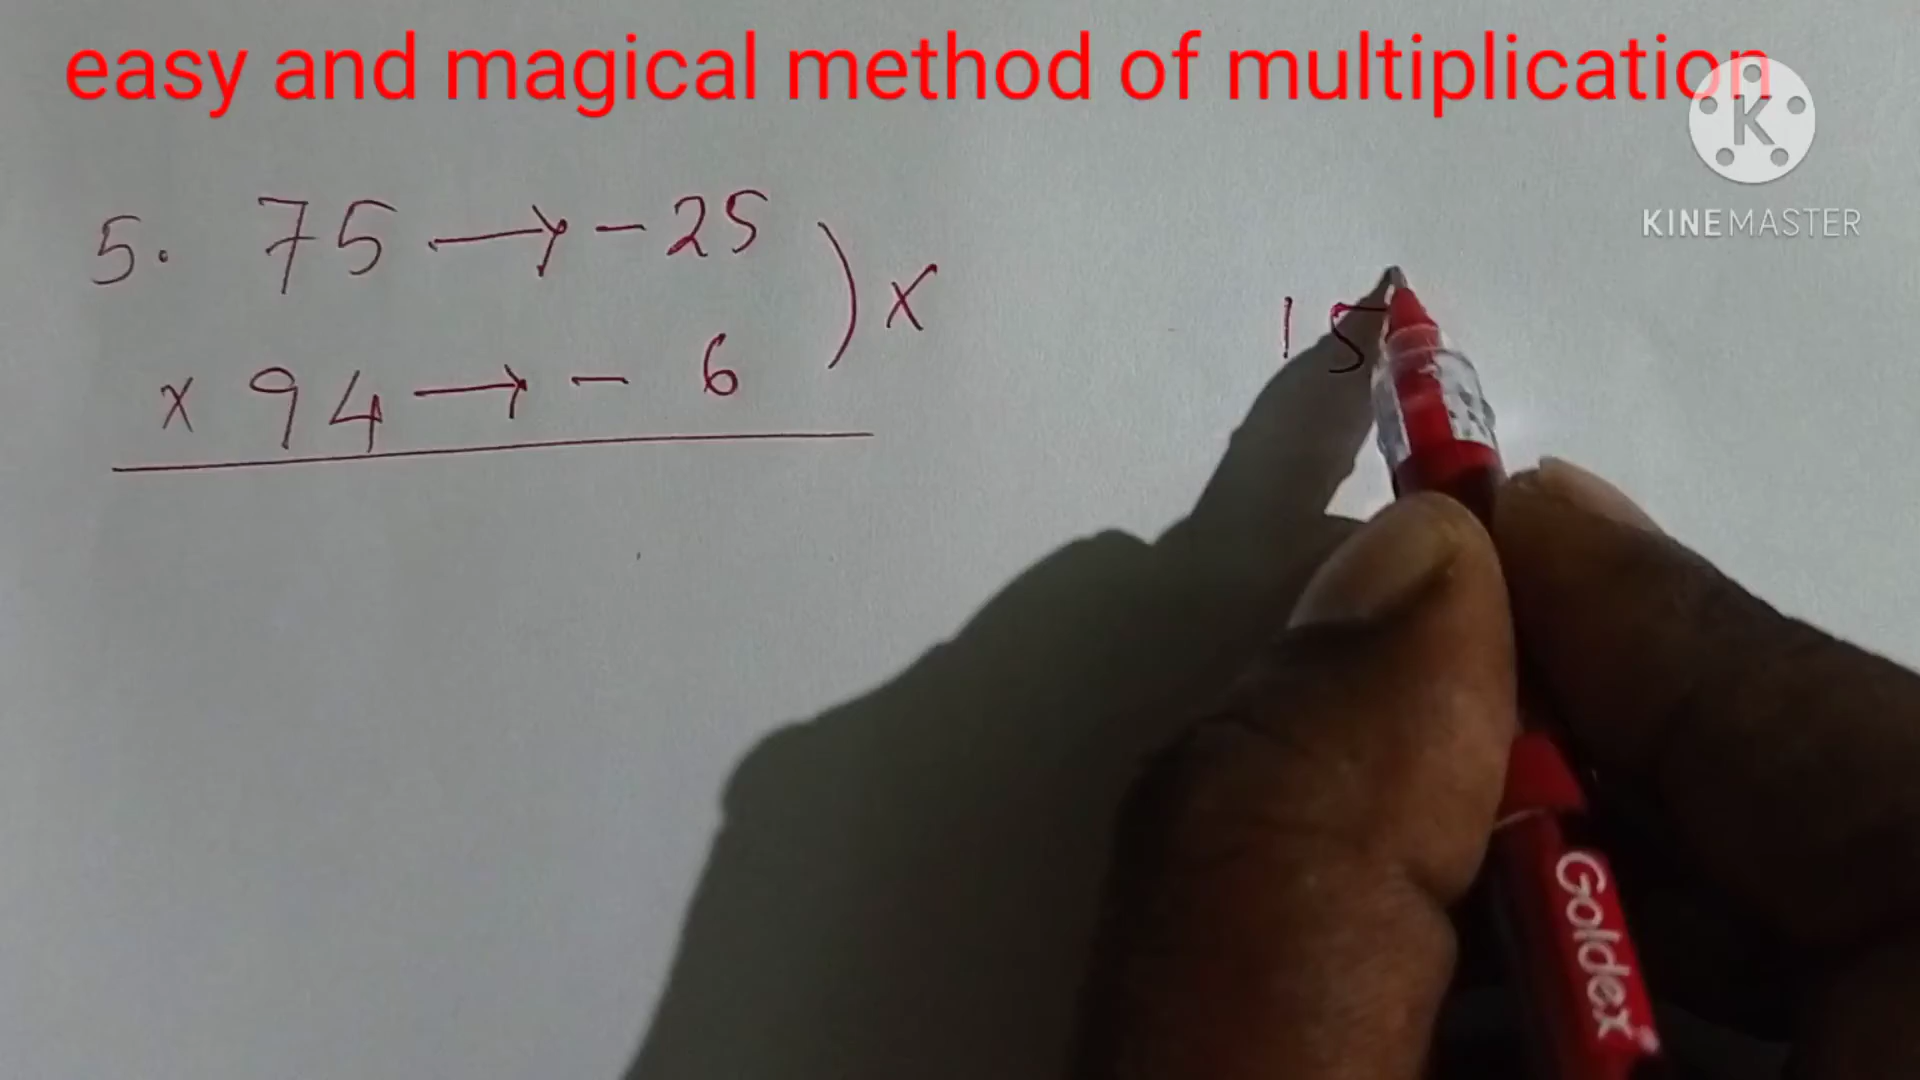 easy and magical method of multiplication
K
KINEMASTER
5. 75 → - 25
) x
x 94 → - 6
15
Goldex